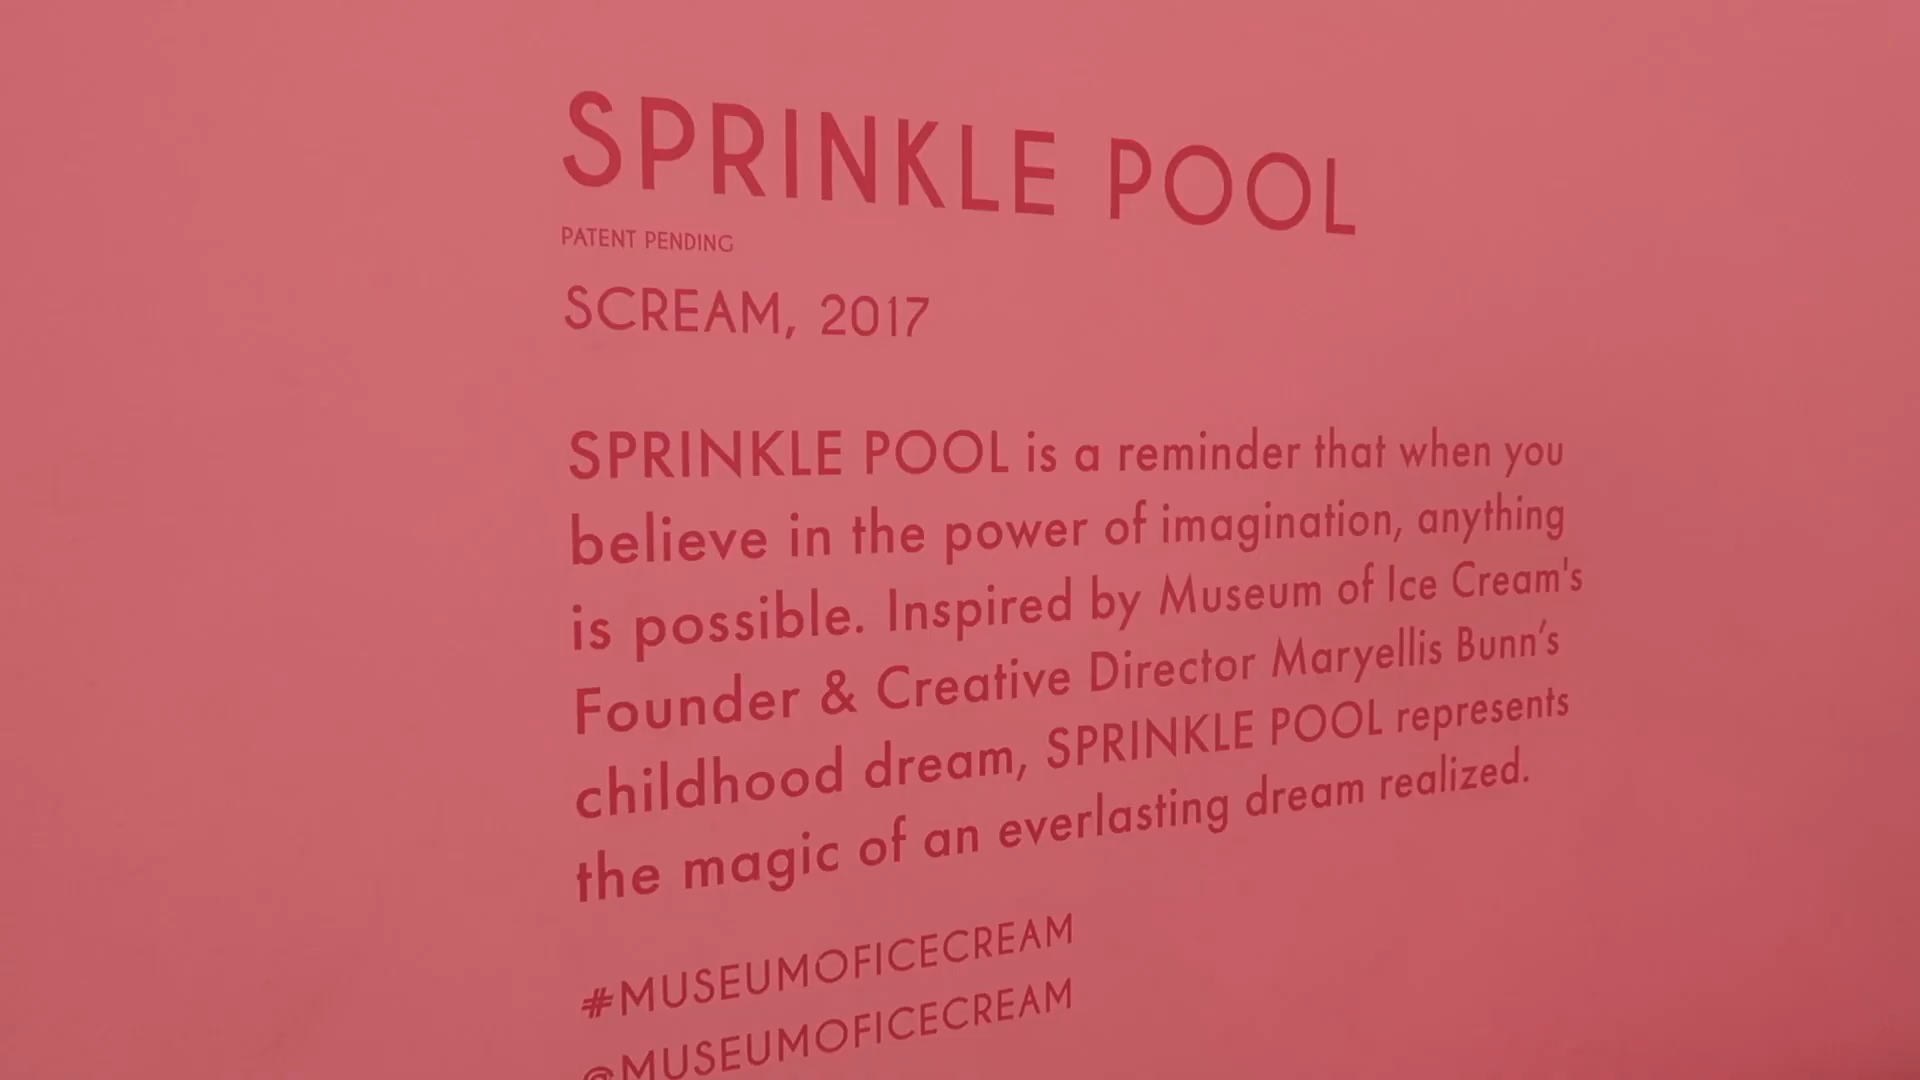 SPRINKLE POOL
PATENT PENDING
SCREAM, 2017
SPRINKLE POOL is a reminder that when you
believe in the power of imagination, anything
is possible. Inspired by Museum of Ice Cream's
Founder & Creative Director Maryellis Bunn’s
childhood dream, SPRINKLE POOL represents
the magic of an everlasting dream realized.
#MUSEUMOFICECREAM
@MUSEUMOFICECREAM